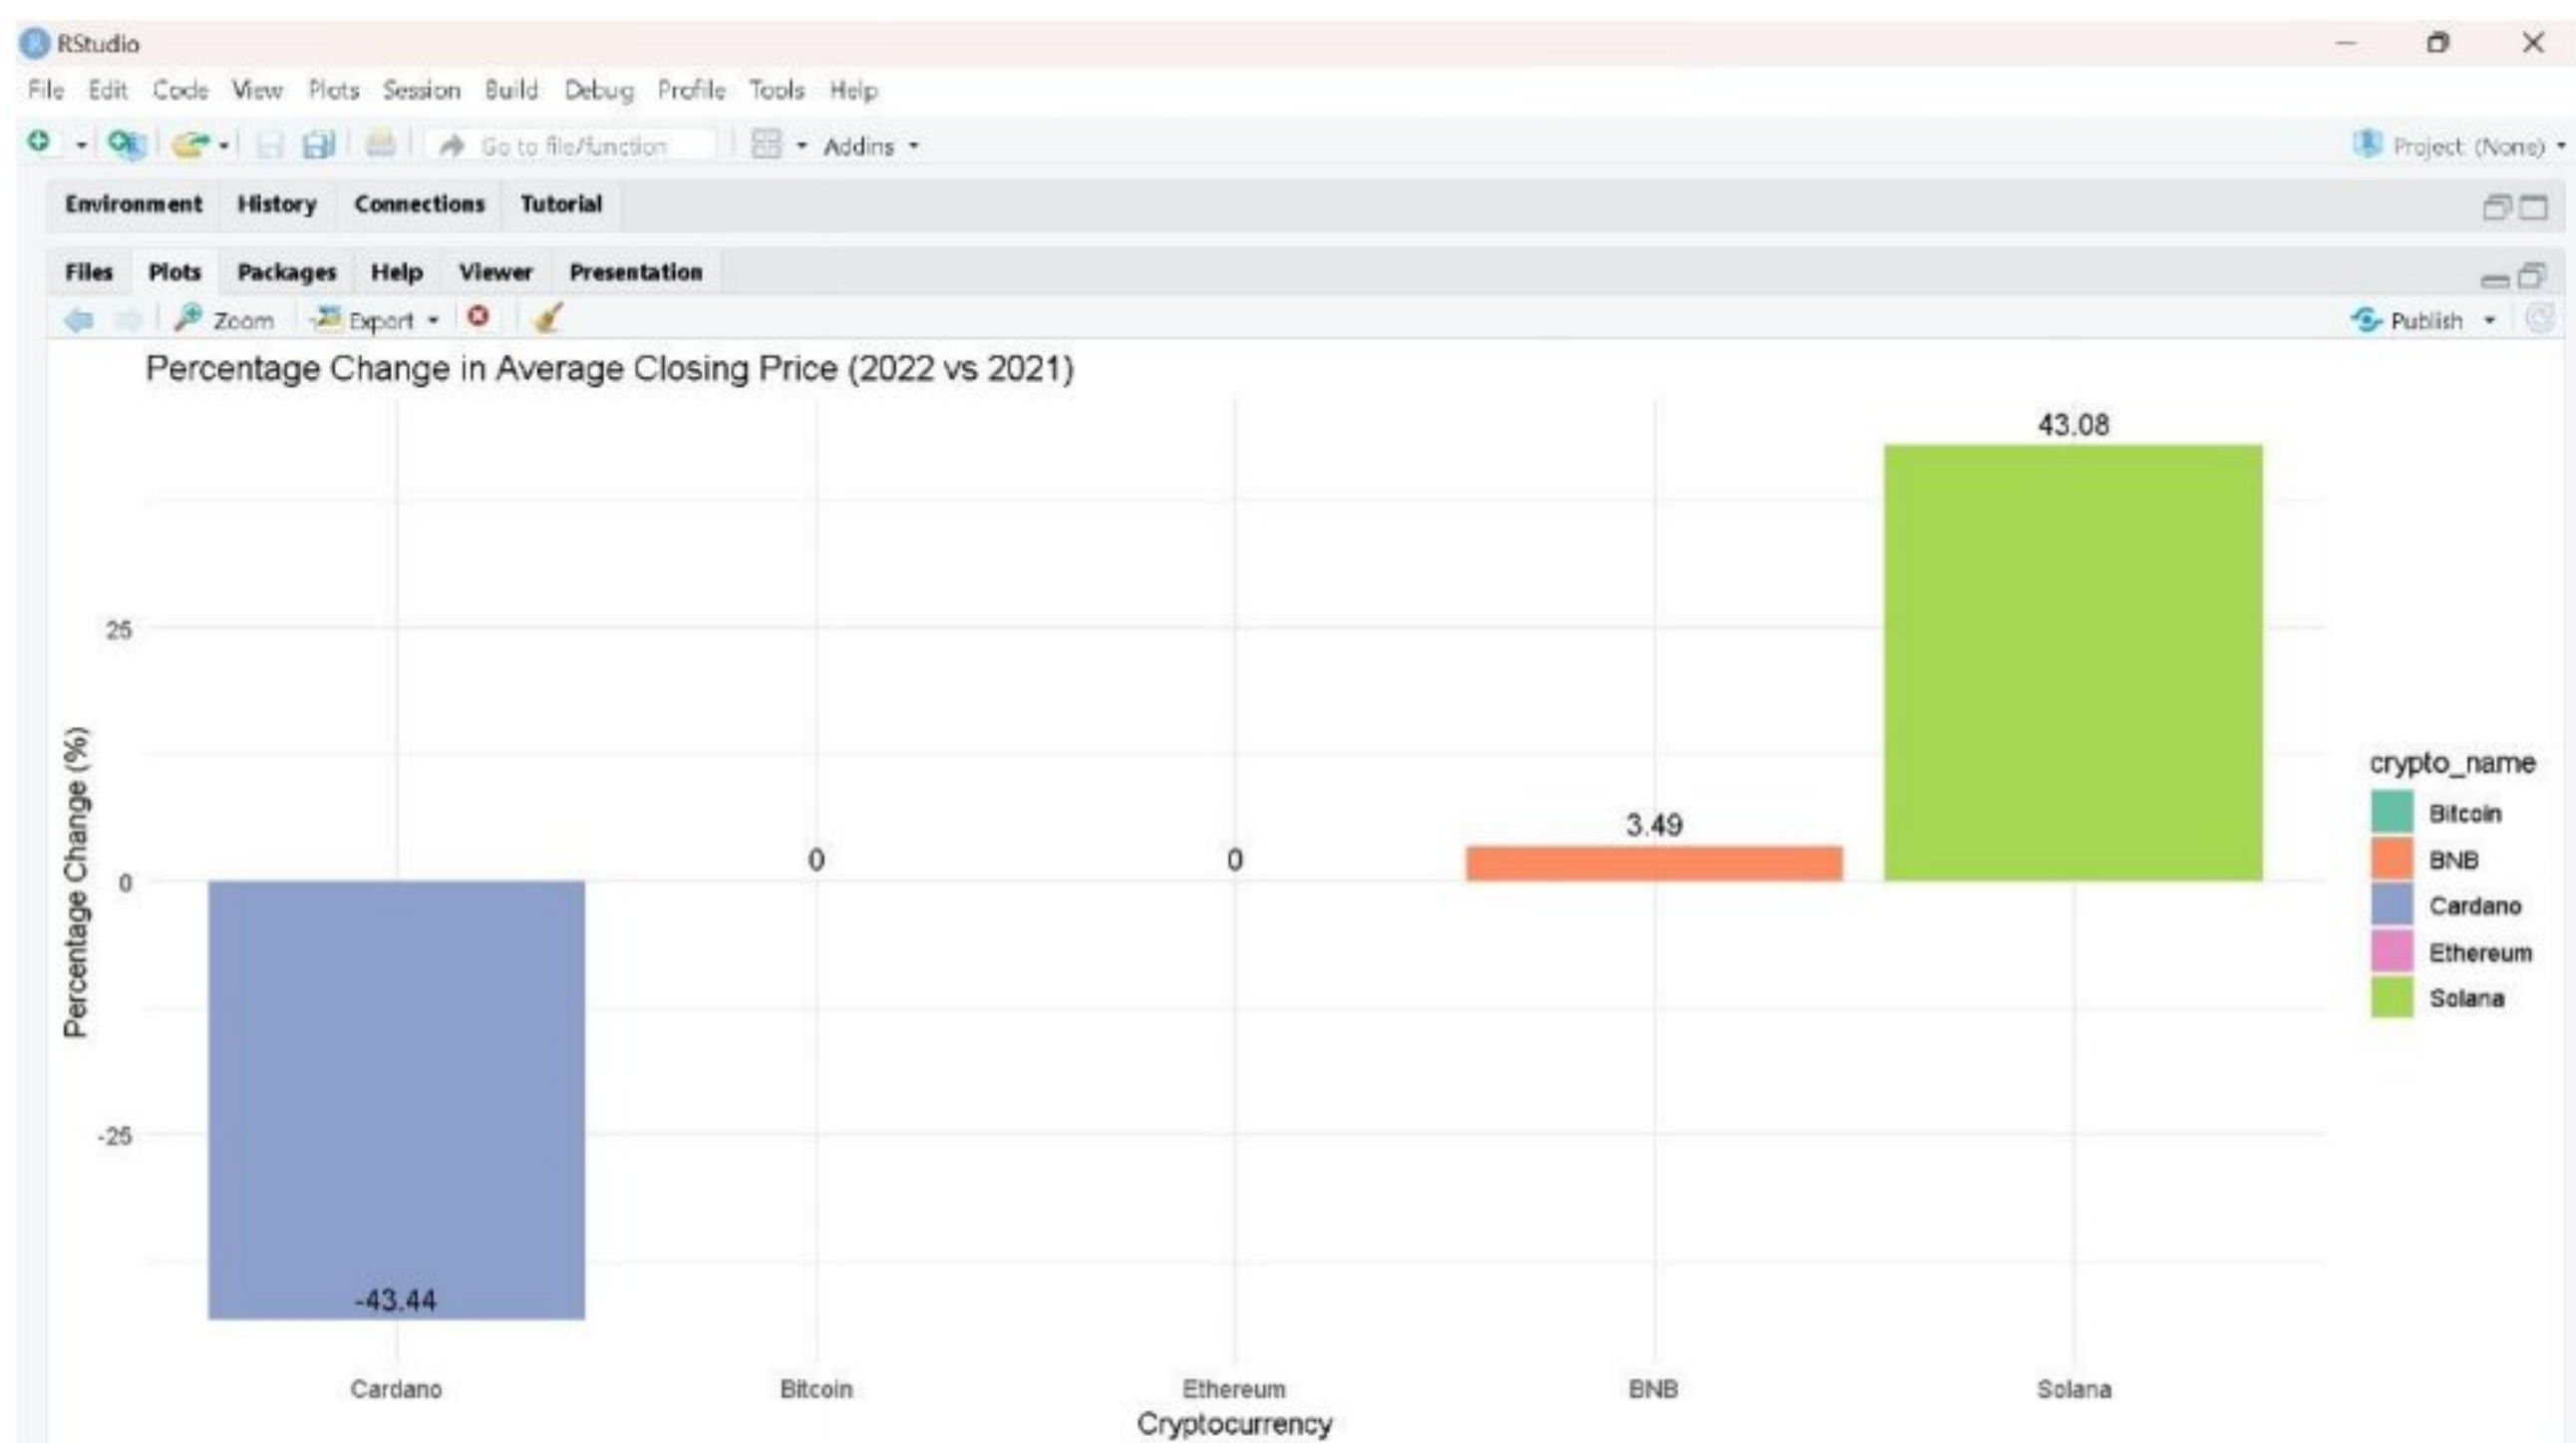 RStudio
File Edit Code View Plots Session Build Debug Profile Tools Help
Go to file/function Addins Project: (None)
Environment History Connections Tutorial
Files Plots Packages Help Viewer Presentation
Zoom Export Publish
Percentage Change in Average Closing Price (2022 vs 2021)
43.08
25
3.49
0 0
0
-25
-43.44
Percentage Change (%)
Cardano Bitcoin Ethereum BNB Solana
Cryptocurrency
crypto_name
Bitcoin
BNB
Cardano
Ethereum
Solana